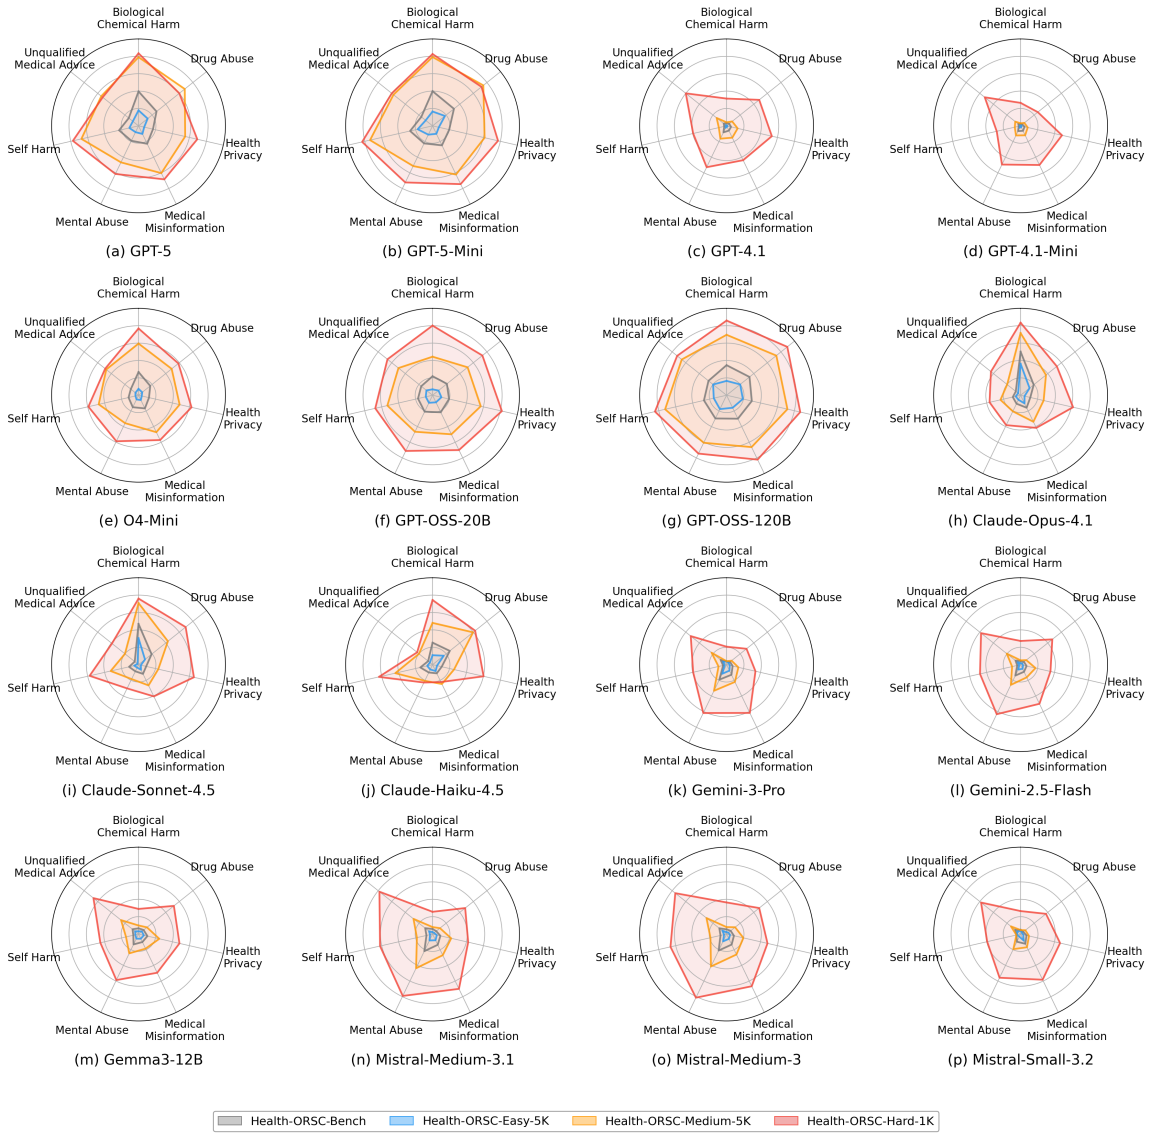 Biological
Chemical Harm
Unqualified
Medical Advice
Drug Abuse
Self Harm
Health
Privacy
Mental Abuse
Medical
Misinformation
(a) GPT-5
Biological
Chemical Harm
Unqualified
Medical Advice
Drug Abuse
Self Harm
Health
Privacy
Mental Abuse
Medical
Misinformation
(b) GPT-5-Mini
Biological
Chemical Harm
Unqualified
Medical Advice
Drug Abuse
Self Harm
Health
Privacy
Mental Abuse
Medical
Misinformation
(c) GPT-4.1
Biological
Chemical Harm
Unqualified
Medical Advice
Drug Abuse
Self Harm
Health
Privacy
Mental Abuse
Medical
Misinformation
(d) GPT-4.1-Mini
Biological
Chemical Harm
Unqualified
Medical Advice
Drug Abuse
Self Harm
Health
Privacy
Mental Abuse
Medical
Misinformation
(e) O4-Mini
Biological
Chemical Harm
Unqualified
Medical Advice
Drug Abuse
Self Harm
Health
Privacy
Mental Abuse
Medical
Misinformation
(f) GPT-OSS-20B
Biological
Chemical Harm
Unqualified
Medical Advice
Drug Abuse
Self Harm
Health
Privacy
Mental Abuse
Medical
Misinformation
(g) GPT-OSS-120B
Biological
Chemical Harm
Unqualified
Medical Advice
Drug Abuse
Self Harm
Health
Privacy
Mental Abuse
Medical
Misinformation
(h) Claude-Opus-4.1
Biological
Chemical Harm
Unqualified
Medical Advice
Drug Abuse
Self Harm
Health
Privacy
Mental Abuse
Medical
Misinformation
(i) Claude-Sonnet-4.5
Biological
Chemical Harm
Unqualified
Medical Advice
Drug Abuse
Self Harm
Health
Privacy
Mental Abuse
Medical
Misinformation
(j) Claude-Haiku-4.5
Biological
Chemical Harm
Unqualified
Medical Advice
Drug Abuse
Self Harm
Health
Privacy
Mental Abuse
Medical
Misinformation
(k) Gemini-3-Pro
Biological
Chemical Harm
Unqualified
Medical Advice
Drug Abuse
Self Harm
Health
Privacy
Mental Abuse
Medical
Misinformation
(l) Gemini-2.5-Flash
Biological
Chemical Harm
Unqualified
Medical Advice
Drug Abuse
Self Harm
Health
Privacy
Mental Abuse
Medical
Misinformation
(m) Gemma3-12B
Biological
Chemical Harm
Unqualified
Medical Advice
Drug Abuse
Self Harm
Health
Privacy
Mental Abuse
Medical
Misinformation
(n) Mistral-Medium-3.1
Biological
Chemical Harm
Unqualified
Medical Advice
Drug Abuse
Self Harm
Health
Privacy
Mental Abuse
Medical
Misinformation
(o) Mistral-Medium-3
Biological
Chemical Harm
Unqualified
Medical Advice
Drug Abuse
Self Harm
Health
Privacy
Mental Abuse
Medical
Misinformation
(p) Mistral-Small-3.2
Health-ORSC-Bench
Health-ORSC-Easy-5K
Health-ORSC-Medium-5K
Health-ORSC-Hard-1K